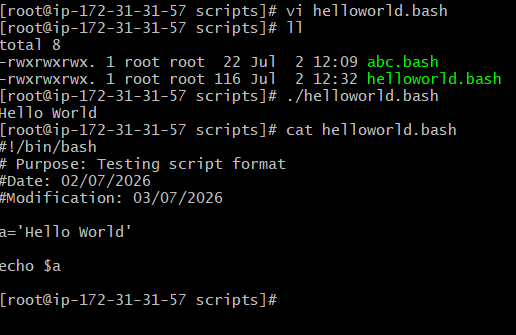 [root@ip-172-31-31-57 scripts]# vi helloworld.bash
[root@ip-172-31-31-57 scripts]# ll
total 8
-rwxrwxrwx. 1 root root  22 Jul  2 12:09 abc.bash
-rwxrwxrwx. 1 root root 116 Jul  2 12:32 helloworld.bash
[root@ip-172-31-31-57 scripts]# ./helloworld.bash
Hello World
[root@ip-172-31-31-57 scripts]# cat helloworld.bash
#!/bin/bash
# Purpose: Testing script format
#Date: 02/07/2026
#Modification: 03/07/2026
a='Hello World'
echo $a
[root@ip-172-31-31-57 scripts]#